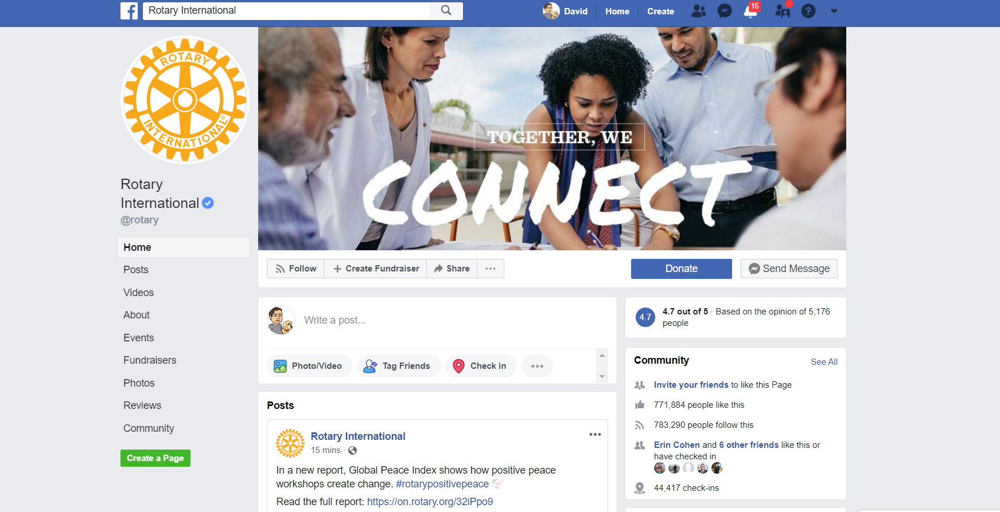 Rotary International
David
Home
Create
16
ROTARY
INTERNATIONAL®
TOGETHER, WE
CONNECT
Rotary
International
@rotary
Home
Posts
Videos
About
Events
Fundraisers
Photos
Reviews
Community
Create a Page
Follow
Create Fundraiser
Share
Donate
Send Message
Write a post...
Photo/Video
Tag Friends
Check in
Posts
Rotary International
15 mins ·
In a new report, Global Peace Index shows how positive peace
workshops create change. #rotarypositivepeace
Read the full report: https://on.rotary.org/32iPpo9
4.7
4.7 out of 5 · Based on the opinion of 5,176
people
Community
See All
Invite your friends to like this Page
771,884 people like this
783,290 people follow this
Erin Cohen and 6 other friends like this or
have checked in
44,417 check-ins